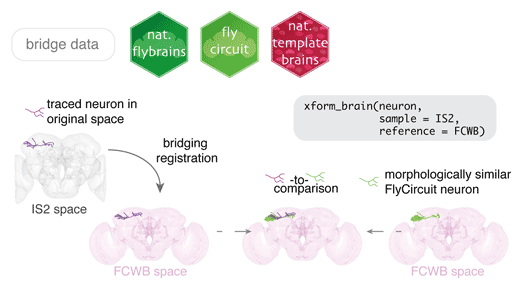 bridge data
nat.
flybrains
fly
circuit
nat.
template
brains
traced neuron in
original space
xform_brain(neuron,
sample = IS2,
reference = FCWB)
bridging
registration
IS2 space
-to-
comparison
morphologically similar
FlyCircuit neuron
FCWB space
FCWB space